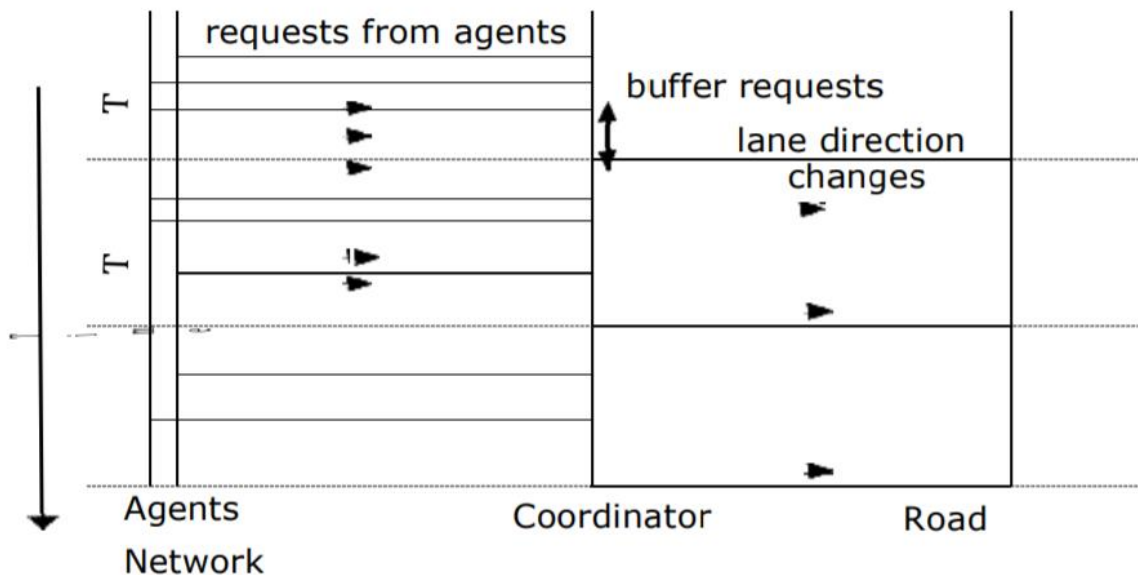 requests from agents
buffer requests
T
lane direction
changes
T
Agents
Coordinator
Road
Network